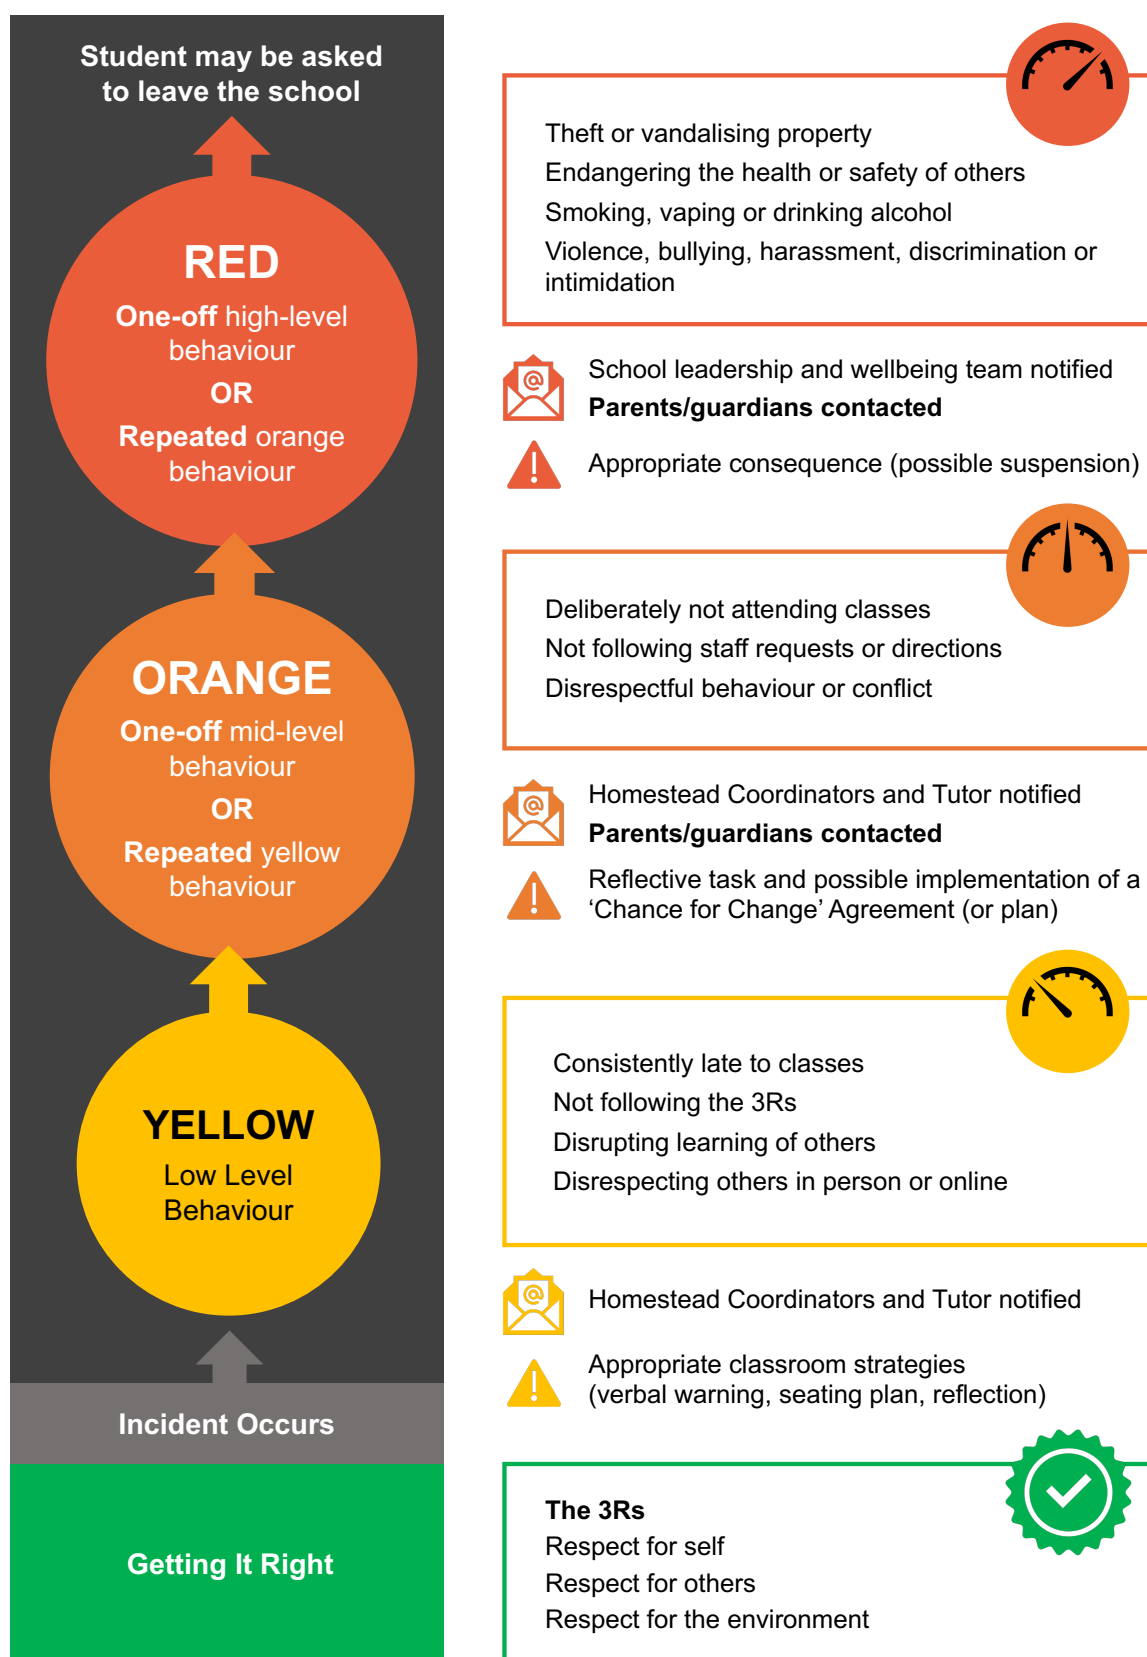 Student may be asked
to leave the school
RED
One-off high-level
behaviour
OR
Repeated orange
behaviour
Theft or vandalising property
Endangering the health or safety of others
Smoking, vaping or drinking alcohol
Violence, bullying, harassment, discrimination or
intimidation
@
School leadership and wellbeing team notified
Parents/guardians contacted
!
Appropriate consequence (possible suspension)
ORANGE
One-off mid-level
behaviour
OR
Repeated yellow
behaviour
Deliberately not attending classes
Not following staff requests or directions
Disrespectful behaviour or conflict
@
Homestead Coordinators and Tutor notified
Parents/guardians contacted
!
Reflective task and possible implementation of a
‘Chance for Change’ Agreement (or plan)
YELLOW
Low Level
Behaviour
Consistently late to classes
Not following the 3Rs
Disrupting learning of others
Disrespecting others in person or online
@
Homestead Coordinators and Tutor notified
!
Appropriate classroom strategies
(verbal warning, seating plan, reflection)
Incident Occurs
Getting It Right
The 3Rs
Respect for self
Respect for others
Respect for the environment